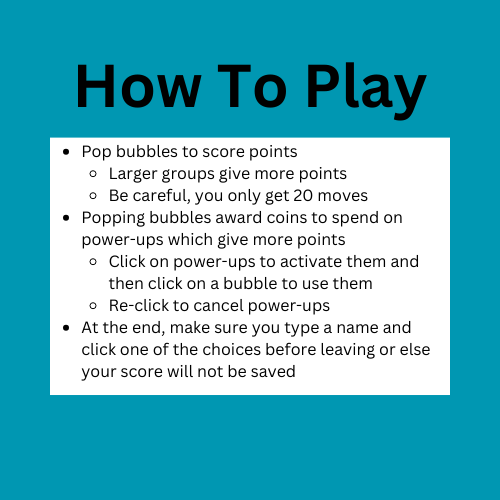 How To Play
• Pop bubbles to score points
◦ Larger groups give more points
◦ Be careful, you only get 20 moves
• Popping bubbles award coins to spend on
power-ups which give more points
◦ Click on power-ups to activate them and
then click on a bubble to use them
◦ Re-click to cancel power-ups
• At the end, make sure you type a name and
click one of the choices before leaving or else
your score will not be saved